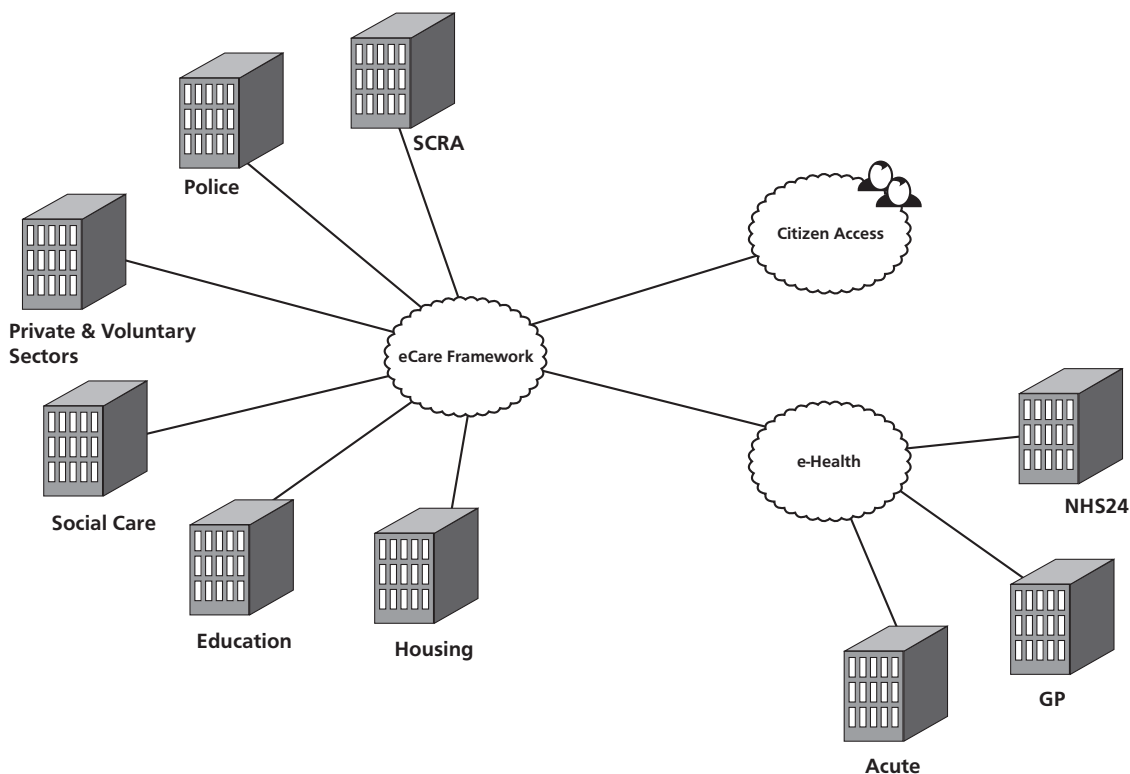 SCRA
Police
Citizen Access
Private & Voluntary
Sectors
eCare Framework
e-Health
NHS24
Social Care
Education
Housing
GP
Acute